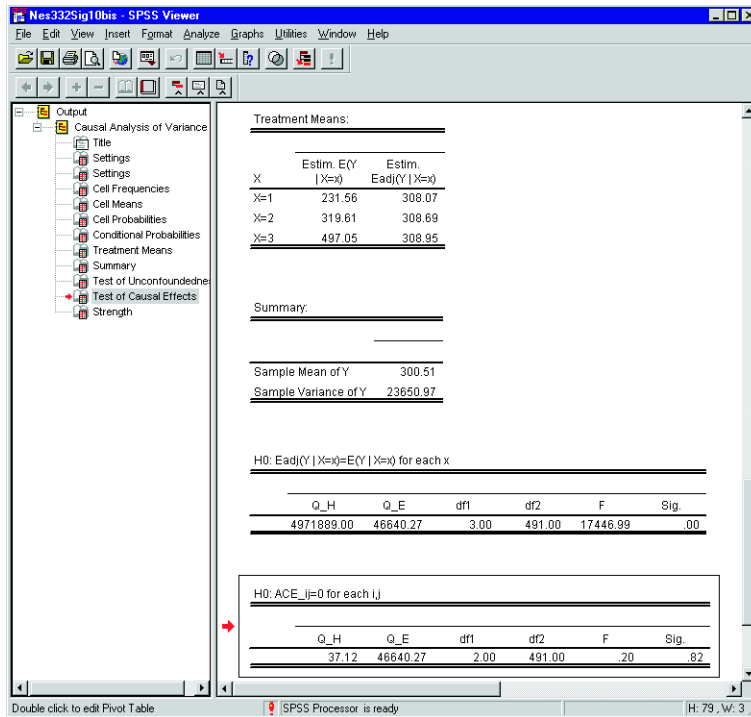 Nes332Sig10bis - SPSS Viewer
File Edit View Insert Format Analyze Graphs Utilities Window Help
Output
Causal Analysis of Variance
Title
Settings
Settings
Cell Frequencies
Cell Means
Cell Probabilities
Conditional Probabilities
Treatment Means
Summary
Test of Unconfoundedne
Test of Causal Effects
Strength
Treatment Means:
X Estim. E(Y | X=x) Estim. Eadj(Y | X=x)
X=1 231.56 308.07
X=2 319.61 308.69
X=3 497.05 308.95
Summary:
Sample Mean of Y 300.51
Sample Variance of Y 23650.97
H0: Eadj(Y | X=x)=E(Y | X=x) for each x
Q_H Q_E df1 df2 F Sig.
4971889.00 46640.27 3.00 491.00 17446.99 .00
H0: ACE_ij=0 for each i,j
Q_H Q_E df1 df2 F Sig.
37.12 46640.27 2.00 491.00 .20 .82
Double click to edit Pivot Table SPSS Processor is ready H: 79 , W: 3